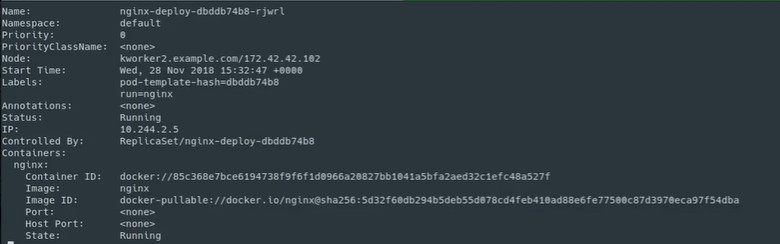 Name: nginx-deploy-dbddb74b8-rjwrl
Namespace: default
Priority: 0
PriorityClassName: <none>
Node: kworker2.example.com/172.42.42.102
Start Time: Wed, 28 Nov 2018 15:32:47 +0000
Labels: pod-template-hash=dbddb74b8
run=nginx
Annotations: <none>
Status: Running
IP: 10.244.2.5
Controlled By: ReplicaSet/nginx-deploy-dbddb74b8
Containers:
nginx:
Container ID: docker://85c368e7bce6194738f9f6f1d0966a20827bb1041a5bfa2aed32c1efc48a527f
Image: nginx
Image ID: docker-pullable://docker.io/nginx@sha256:5d32f60db294b5deb55d078cd4feb410ad88e6fe77500c87d3970eca97f54dba
Port: <none>
Host Port: <none>
State: Running